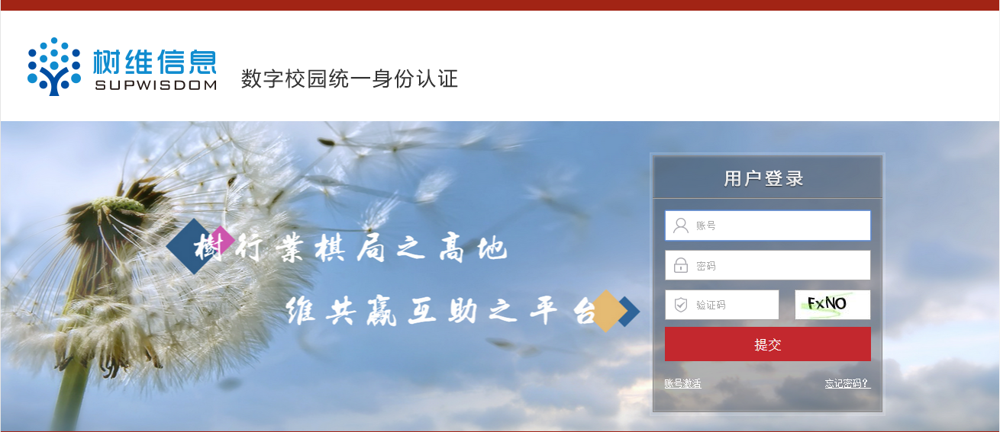 树维信息
SUPWISDOM
数字校园统一身份认证
樹行業棋局之高地
维共赢互助之平台
用户登录
账号
密码
验证码
FxNO
提交
账号激活
忘记密码?